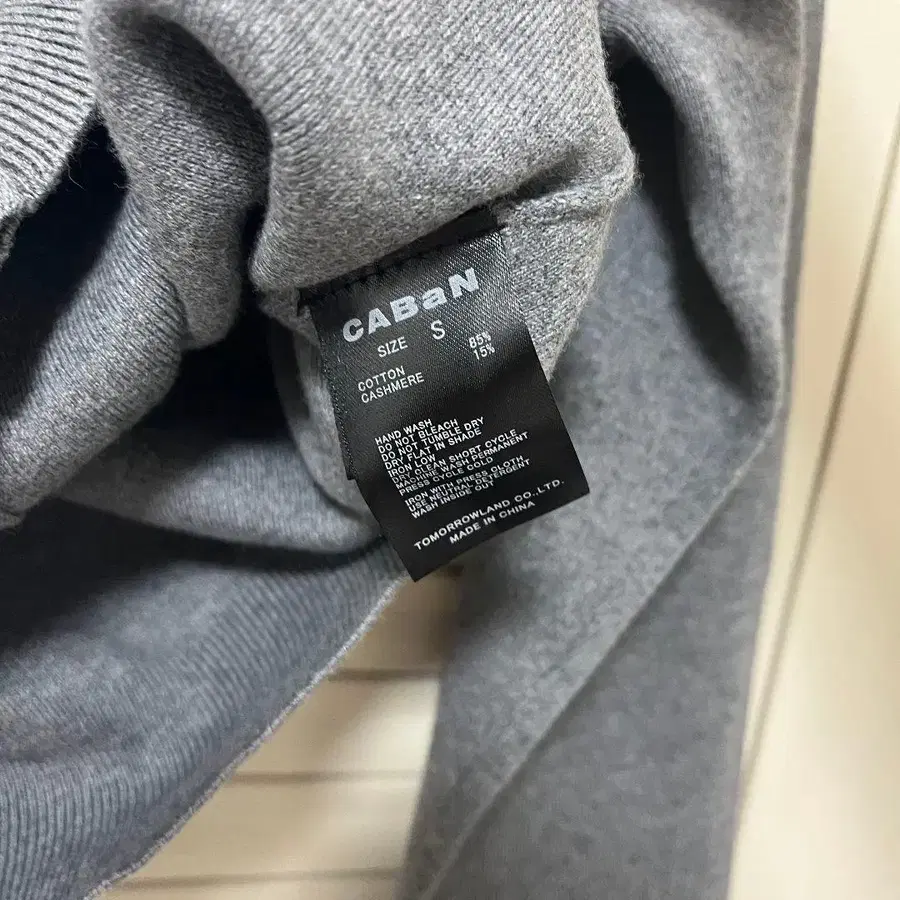 CABaN
SIZE S
COTTON 85%
CASHMERE 15%
HAND WASH
DO NOT BLEACH
DO NOT TUMBLE DRY
DRY FLAT IN SHADE
IRON LOW
DRY CLEAN SHORT CYCLE
MACHINE WASH PERMANENT
PRESS CYCLE COLD
IRON WITH PRESS CLOTH
USE NEUTRAL DETERGENT
WASH INSIDE OUT
TOMORROWLAND CO.,LTD.
MADE IN CHINA